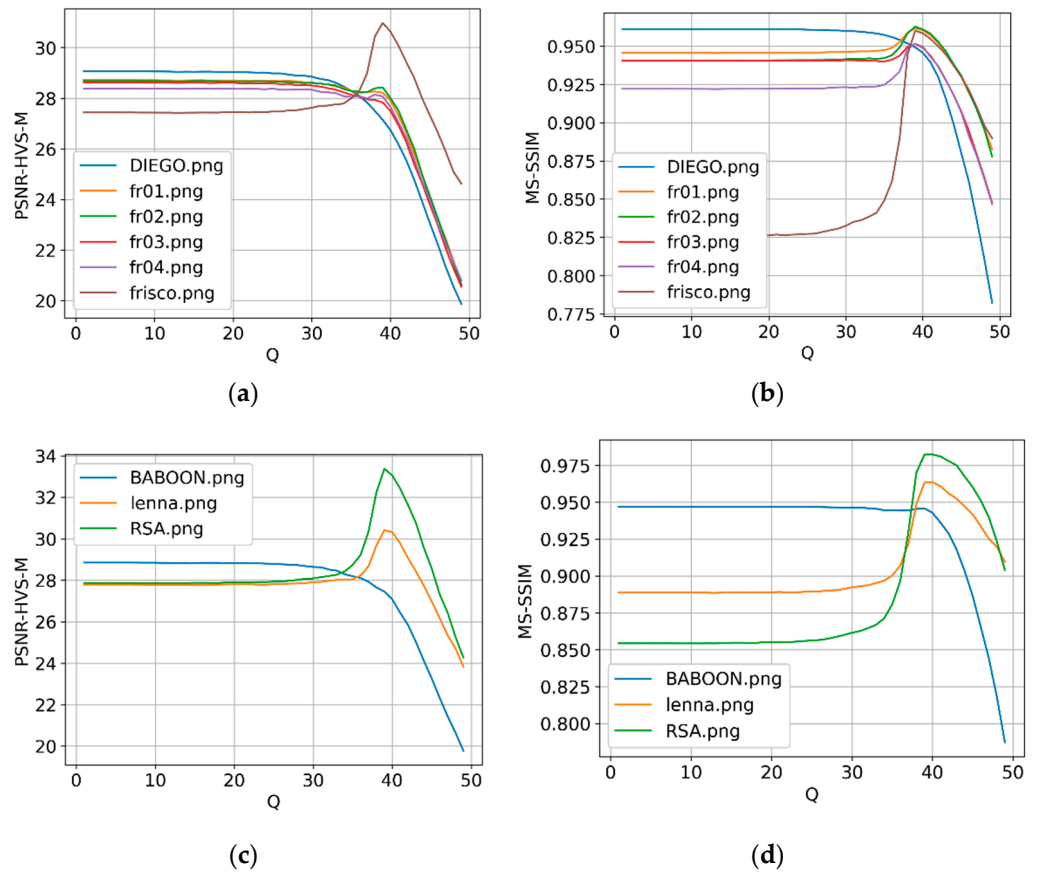 30
28
26
24
22
20
PSNR-HVS-M
DIEGO.png
fr01.png
fr02.png
fr03.png
fr04.png
frisco.png
0 10 20 30 40 50
Q
(a)
0.950
0.925
0.900
0.875
0.850
0.825
0.800
0.775
MS-SSIM
DIEGO.png
fr01.png
fr02.png
fr03.png
fr04.png
frisco.png
0 10 20 30 40 50
Q
(b)
34
32
30
28
26
24
22
20
PSNR-HVS-M
BABOON.png
lenna.png
RSA.png
0 10 20 30 40 50
Q
(c)
0.975
0.950
0.925
0.900
0.875
0.850
0.825
0.800
MS-SSIM
BABOON.png
lenna.png
RSA.png
0 10 20 30 40 50
Q
(d)